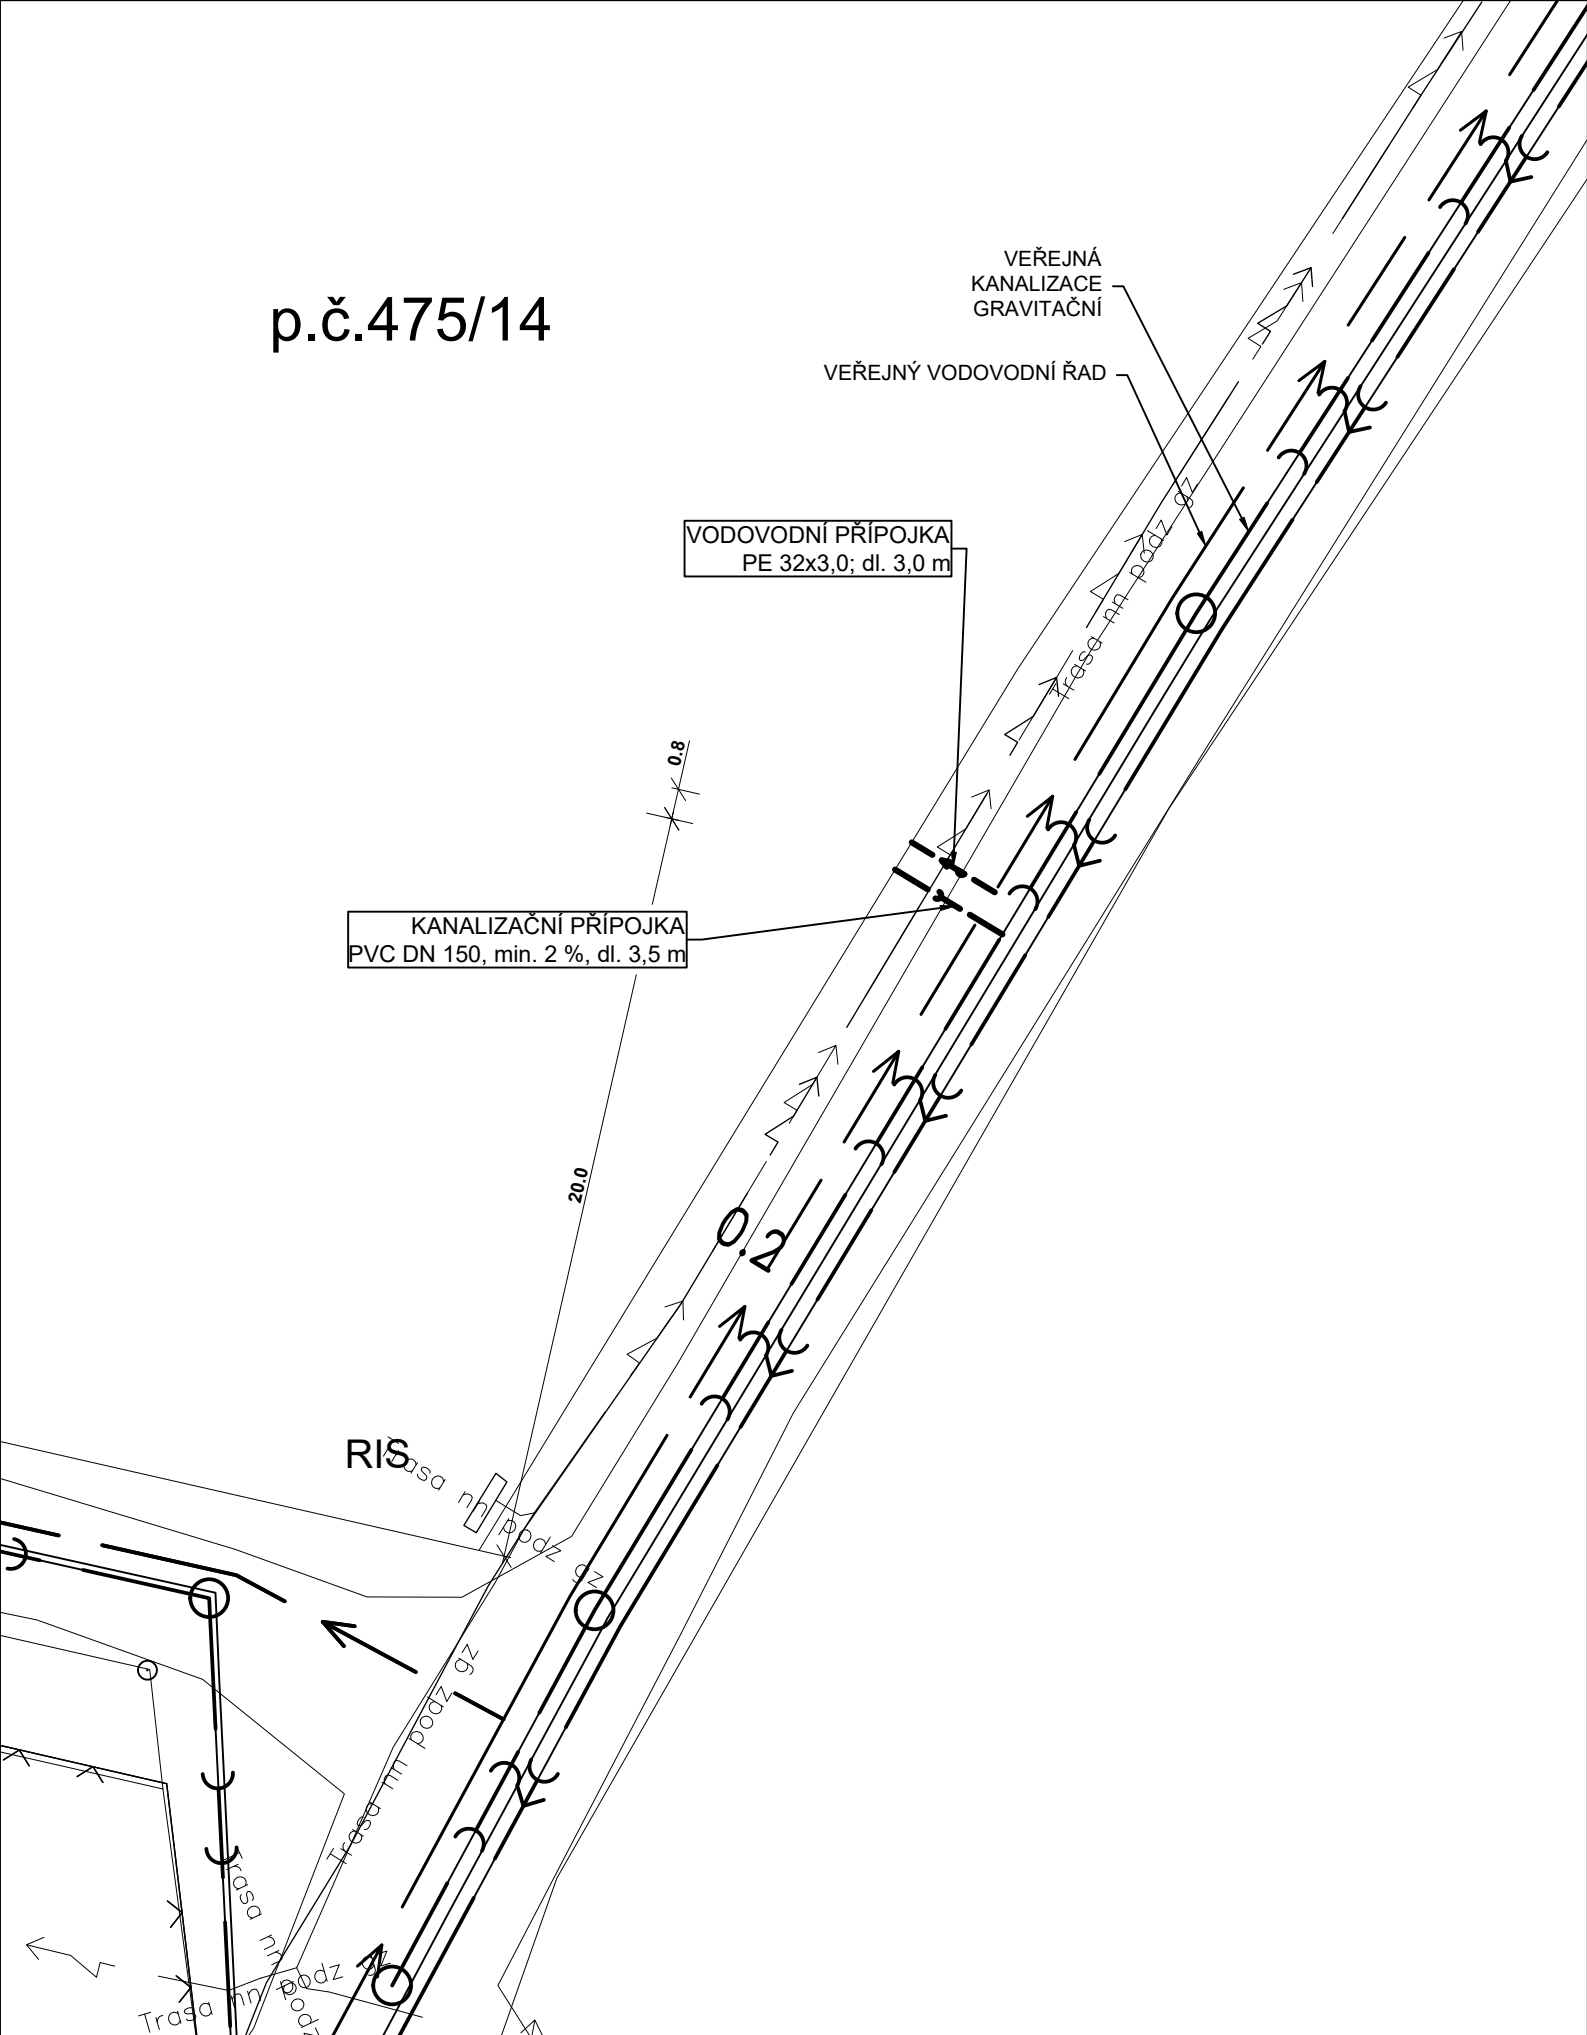 VEŘEJNÁ
KANALIZACE
GRAVITAČNÍ
p.č.475/14
VEŘEJNÝ VODOVODNÍ ŘAD
VODOVODNÍ PŘÍPOJKA
PE 32x3,0; dl. 3,0 m
Trasa nn podz gz
0.8
KANALIZAČNÍ PŘÍPOJKA
PVC DN 150, min. 2 %, dl. 3,5 m
20.0
0.2
RIS
Trasa nn podz gz
Trasa nn podz gz
Trasa nn podz
Trasa nn podz gz